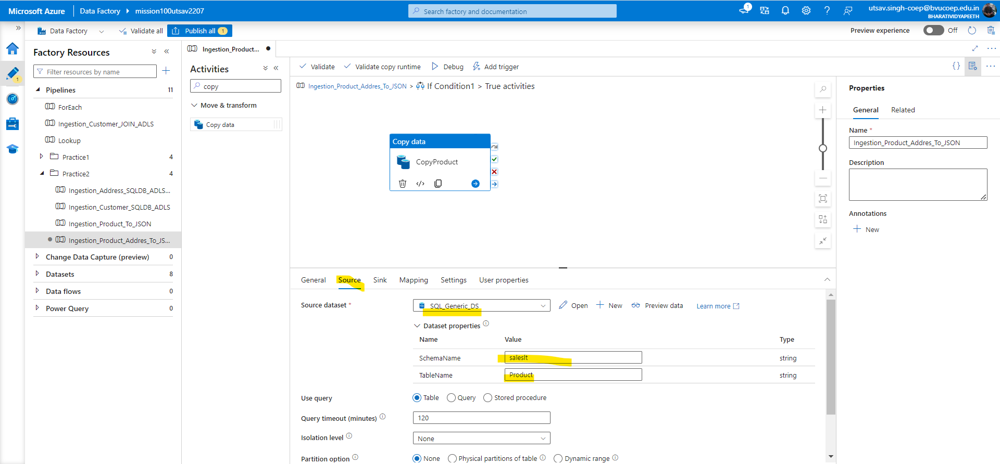 Microsoft Azure
Data Factory
mission100utsav2207
Search factory and documentation
1
utsav.singh-coep@bvucoep.edu.in
BHARATIVIDYAPEETH
Data Factory
Validate all
Publish all 1
Preview experience
Off
1
Factory Resources
Filter resources by name
Pipelines 11
ForEach
Ingestion_Customer_JOIN_ADLS
Lookup
Practice1 4
Practice2 4
Ingestion_Address_SQLDB_ADLS...
Ingestion_Customer_SQLDB_ADLS
Ingestion_Product_To_JSON
Ingestion_Product_Addres_To_JS...
Change Data Capture (preview) 0
Datasets 8
Data flows 0
Power Query 0
Ingestion_Product...
Activities
copy
Move & transform
Copy data
Validate
Validate copy runtime
Debug
Add trigger
Ingestion_Product_Addres_To_JSON > If Condition1 > True activities
Copy data
CopyProduct
General
Source
Sink
Mapping
Settings
User properties
Source dataset *
SQL_Generic_DS
Open
New
Preview data
Learn more
Dataset properties
Name Value Type
SchemaName saleslt string
TableName Product string
Use query
Table
Query
Stored procedure
Query timeout (minutes)
120
Isolation level
None
Partition option
None
Physical partitions of table
Dynamic range
Properties
General
Related
Name *
Ingestion_Product_Addres_To_JSON
Description
Annotations
New